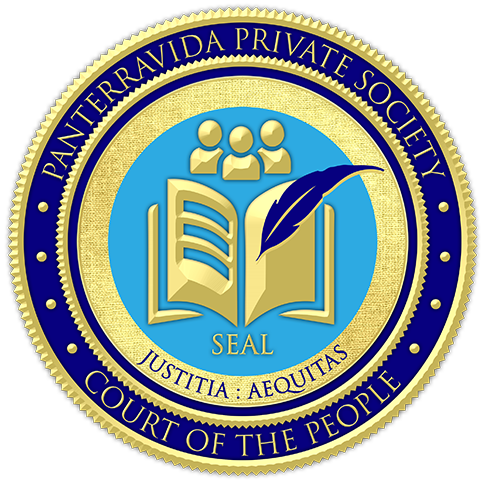 PANTERRAVIDA PRIVATE SOCIETY
SEAL
JUSTITIA : AEQUITAS
COURT OF THE PEOPLE